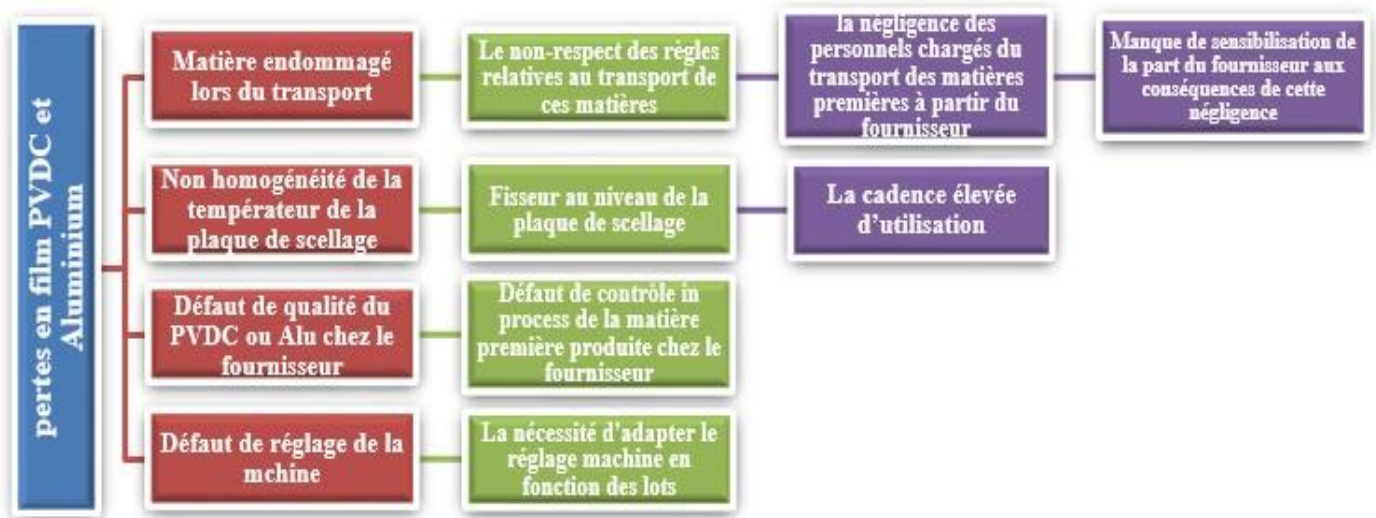 pertes en film PVDC et
Aluminium
Matière endommagé
lors du transport
Le non-respect des règles
relatives au transport de
ces matières
la négligence des
personnels chargés du
transport des matières
premières à partir du
fournisseur
Manque de sensibilisation de
la part du fournisseur aux
conséquences de cette
négligence
Non homogénéité de la
températeur de la
plaque de scellage
Fisseur au niveau de la
plaque de scellage
La cadence élevée
d'utilisation
Défaut de qualité du
PVDC ou Alu chez le
fournisseur
Défaut de contrôle in
process de la matière
première produite chez le
fournisseur
Défaut de réglage de la
mchine
La nécessité d'adapter le
réglage machine en
fonction des lots